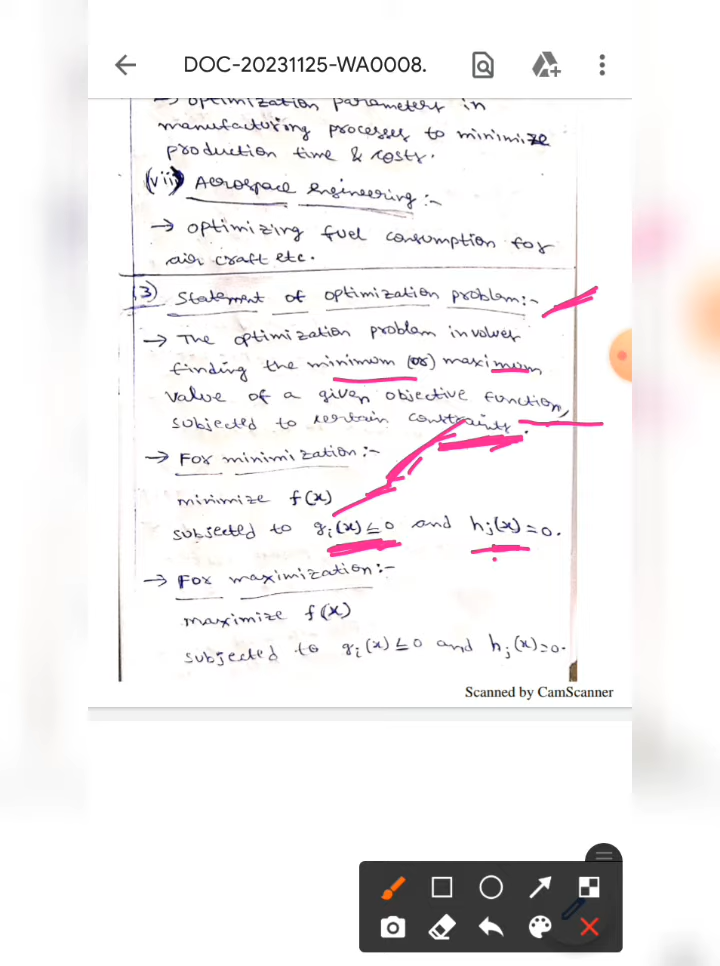 DOC-20231125-WA0008.
→ optimization parameters in
manufacturing processes to minimize
production time & costs.
(viii) Aerospace engineering :-
→ optimizing fuel consumption for
air craft etc.
(3) Statement of optimization problem:-
→ The optimization problem involves
finding the minimum (or) maximum
value of a given objective function,
subjected to certain constraints.
→ For minimization :-
minimize f(x)
subjected to gᵢ(x) ≤ 0 and hⱼ(x) = 0.
→ For maximization :-
maximize f(x)
subjected to gᵢ(x) ≤ 0 and hⱼ(x) = 0.
Scanned by CamScanner